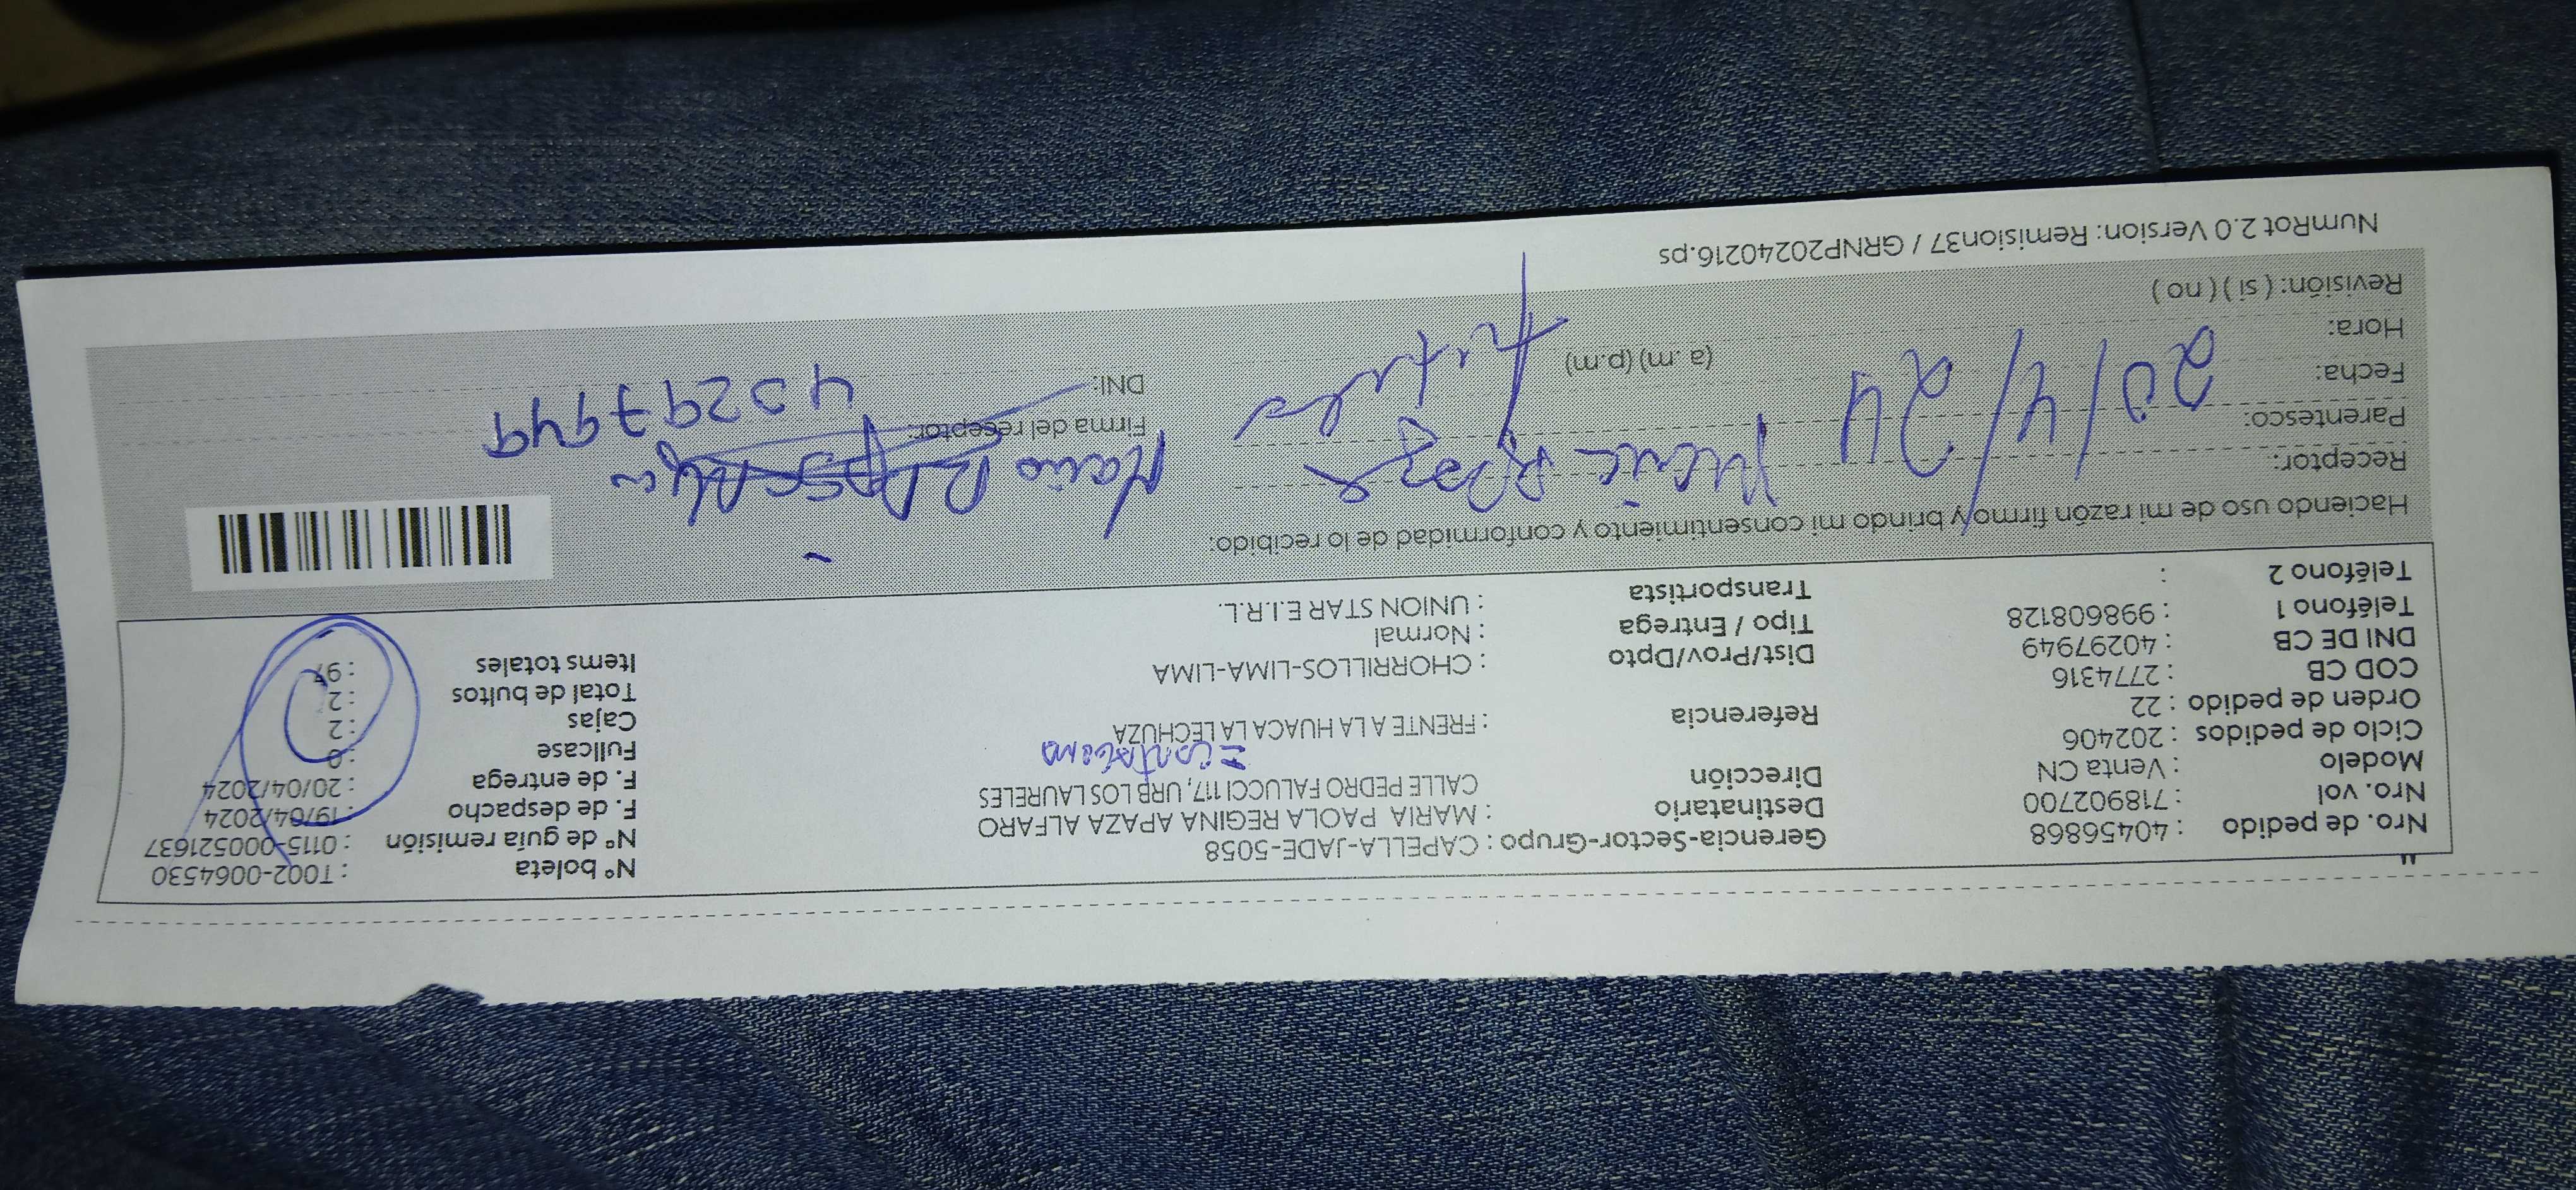 Nro. de pedido : 40456868 Gerencia-Sector-Grupo : CAPELLA-JADE-5058 N° boleta : T002-0064530
Nro. vol : 718902700 Destinatario : MARIA PAOLA REGINA APAZA ALFARO N° de guía remisión : 0115-000521637
Modelo : Venta CN Dirección CALLE PEDRO FALUCCI 117, URB LOS LAURELES F. de despacho : 19/04/2024
Ciclo de pedidos : 202406 F. de entrega : 20/04/2024
Orden de pedido : 22 Referencia : FRENTE A LA HUACA LA LECHUZA Fullcase : 0
COD CB : 2774316 Cajas : 2
DNI DE CB : 40297949 Dist/Prov/Dpto : CHORRILLOS-LIMA-LIMA Total de bultos : 2
Teléfono 1 : 998608128 Tipo / Entrega : Normal Items totales : 97
Teléfono 2 : Transportista : UNION STAR E.I.R.L.
Haciendo uso de mi razón firmo y brindo mi consentimiento y conformidad de lo recibido:
Receptor:
Parentesco: Firma del receptor:
Fecha: 20/4/24 DNI: 40297949
Hora: (a.m) (p.m) titular
Revisión: ( si ) ( no )
NumRot 2.0 Version: Remision37 / GRNP20240216.ps